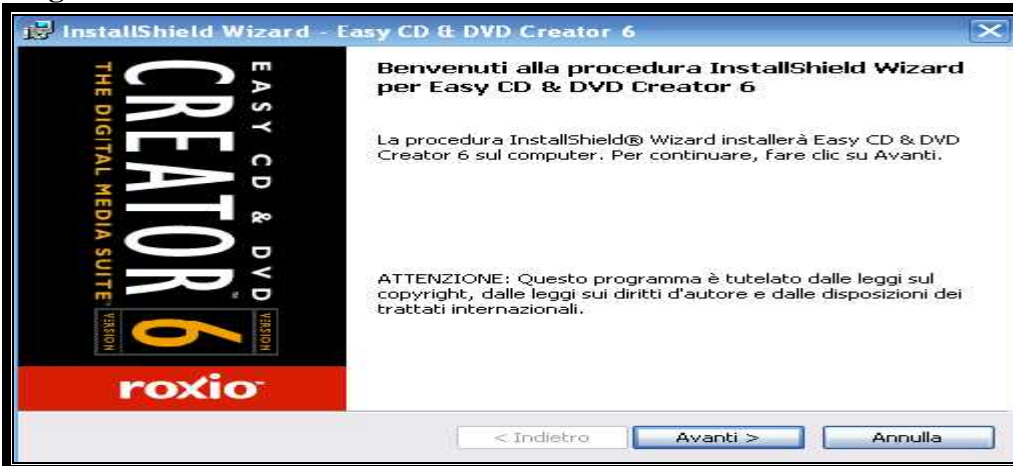 InstallShield Wizard - Easy CD & DVD Creator 6
EASY CD & DVD
CREATOR™
THE DIGITAL MEDIA SUITE™
VERSION 6 VERSION
roxio
Benvenuti alla procedura InstallShield Wizard
per Easy CD & DVD Creator 6
La procedura InstallShield® Wizard installerà Easy CD & DVD
Creator 6 sul computer. Per continuare, fare clic su Avanti.
ATTENZIONE: Questo programma è tutelato dalle leggi sul
copyright, dalle leggi sui diritti d'autore e dalle disposizioni dei
trattati internazionali.
< Indietro
Avanti >
Annulla